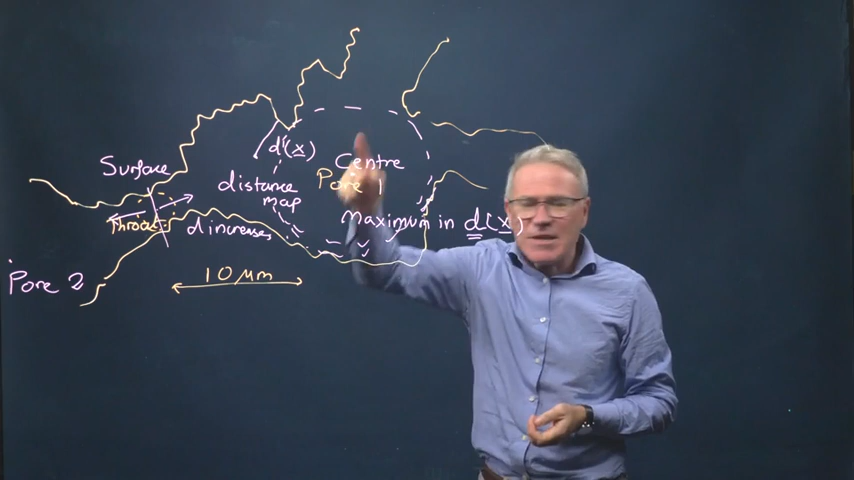 d(x)
Surface
Centre
distance
map
Pore 1
Throat
d increases
Maximum in d(x)
Pore 2
10 µm